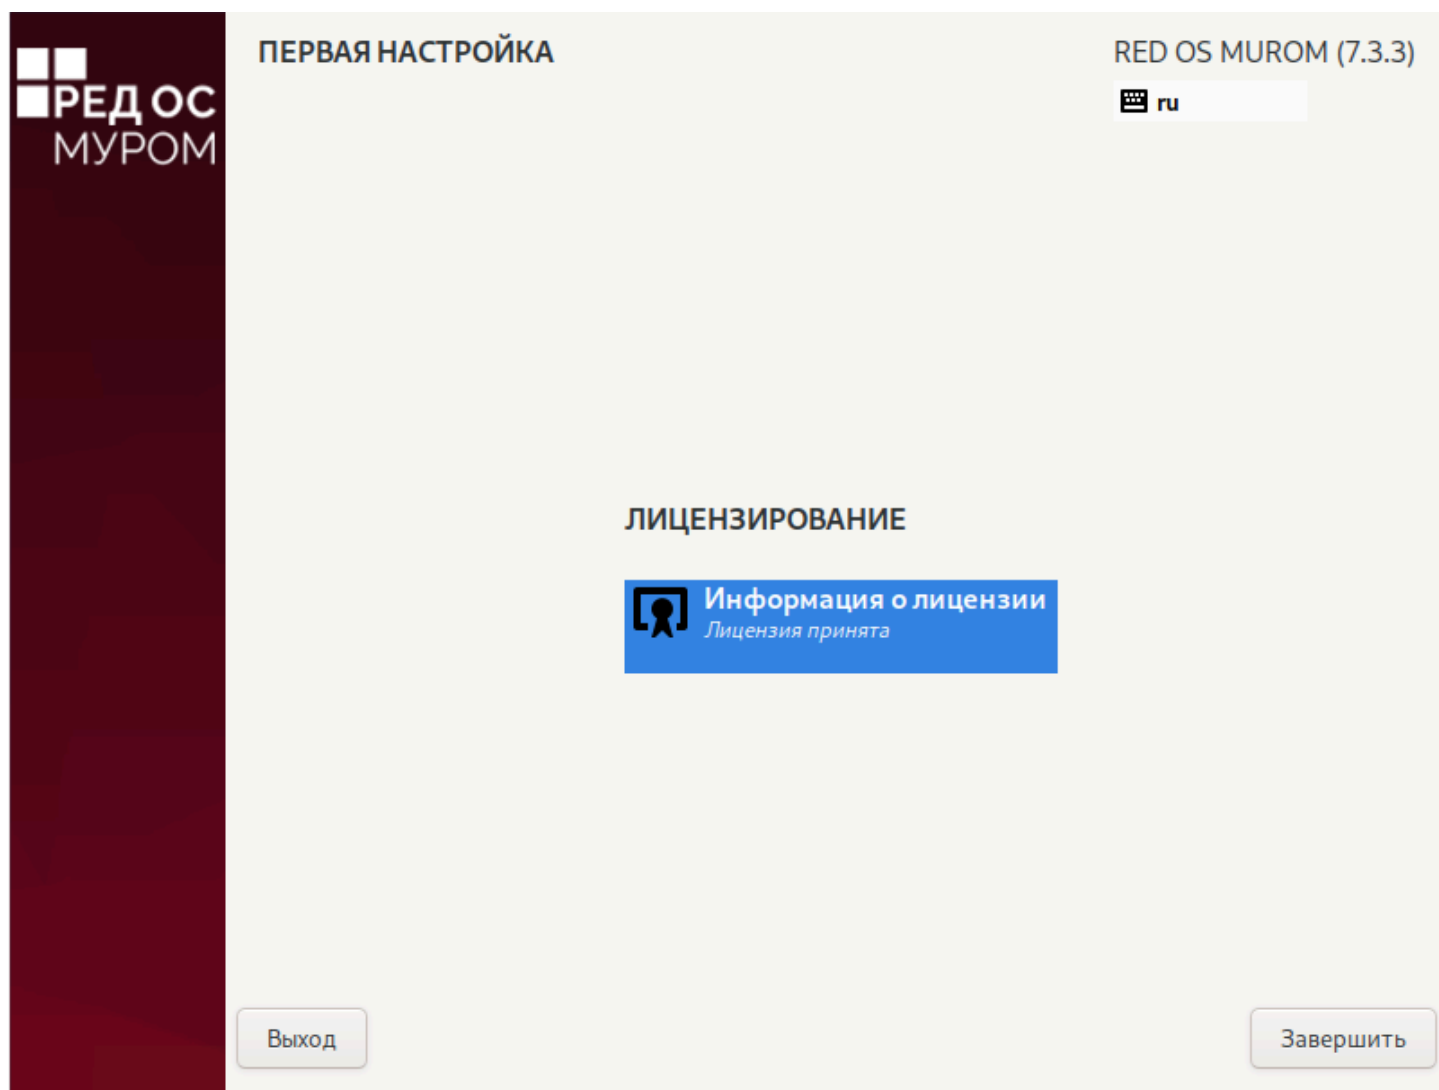 РЕД ОС
МУРОМ
ПЕРВАЯ НАСТРОЙКА
RED OS MUROM (7.3.3)
ru
ЛИЦЕНЗИРОВАНИЕ
Информация о лицензии
Лицензия принята
Выход
Завершить